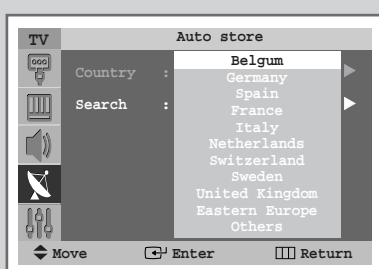 TV Auto store
Country :
Search :
Belgum
Germany
Spain
France
Italy
Netherlands
Switzerland
Sweden
United Kingdom
Eastern Europe
Others
Move Enter Return